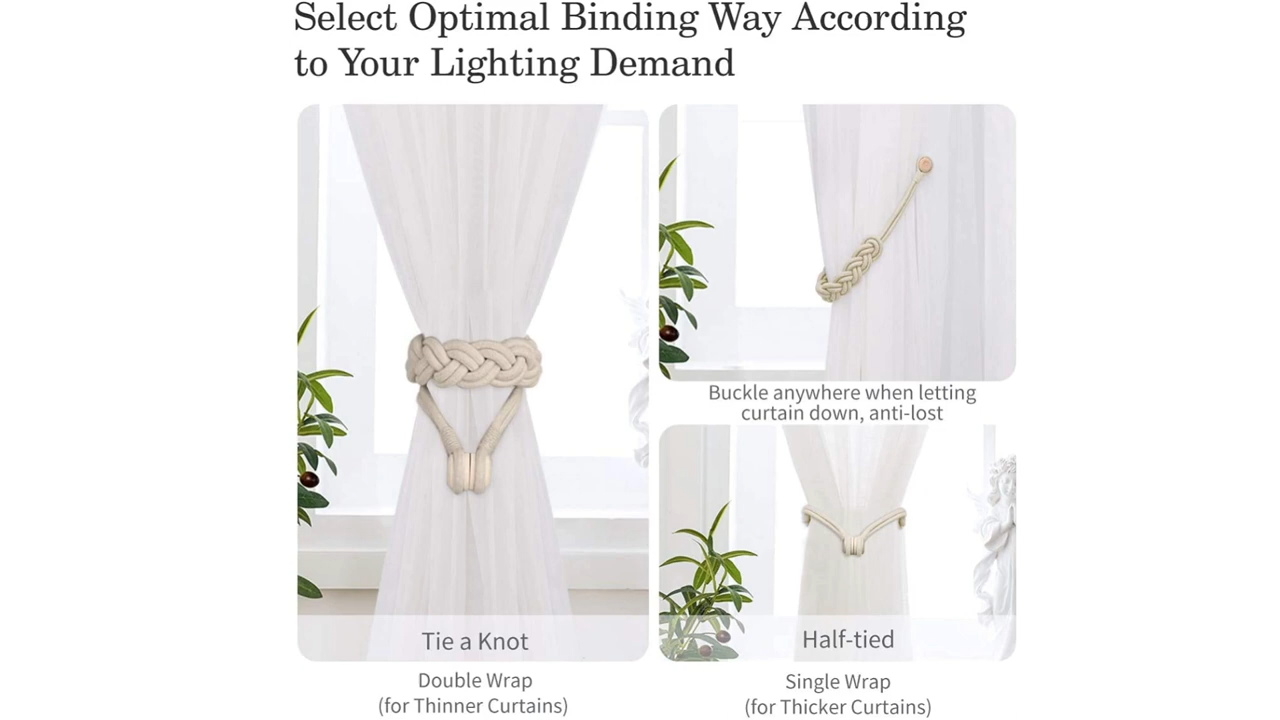 Select Optimal Binding Way According
to Your Lighting Demand
Buckle anywhere when letting
curtain down, anti-lost
Tie a Knot
Double Wrap
(for Thinner Curtains)
Half-tied
Single Wrap
(for Thicker Curtains)